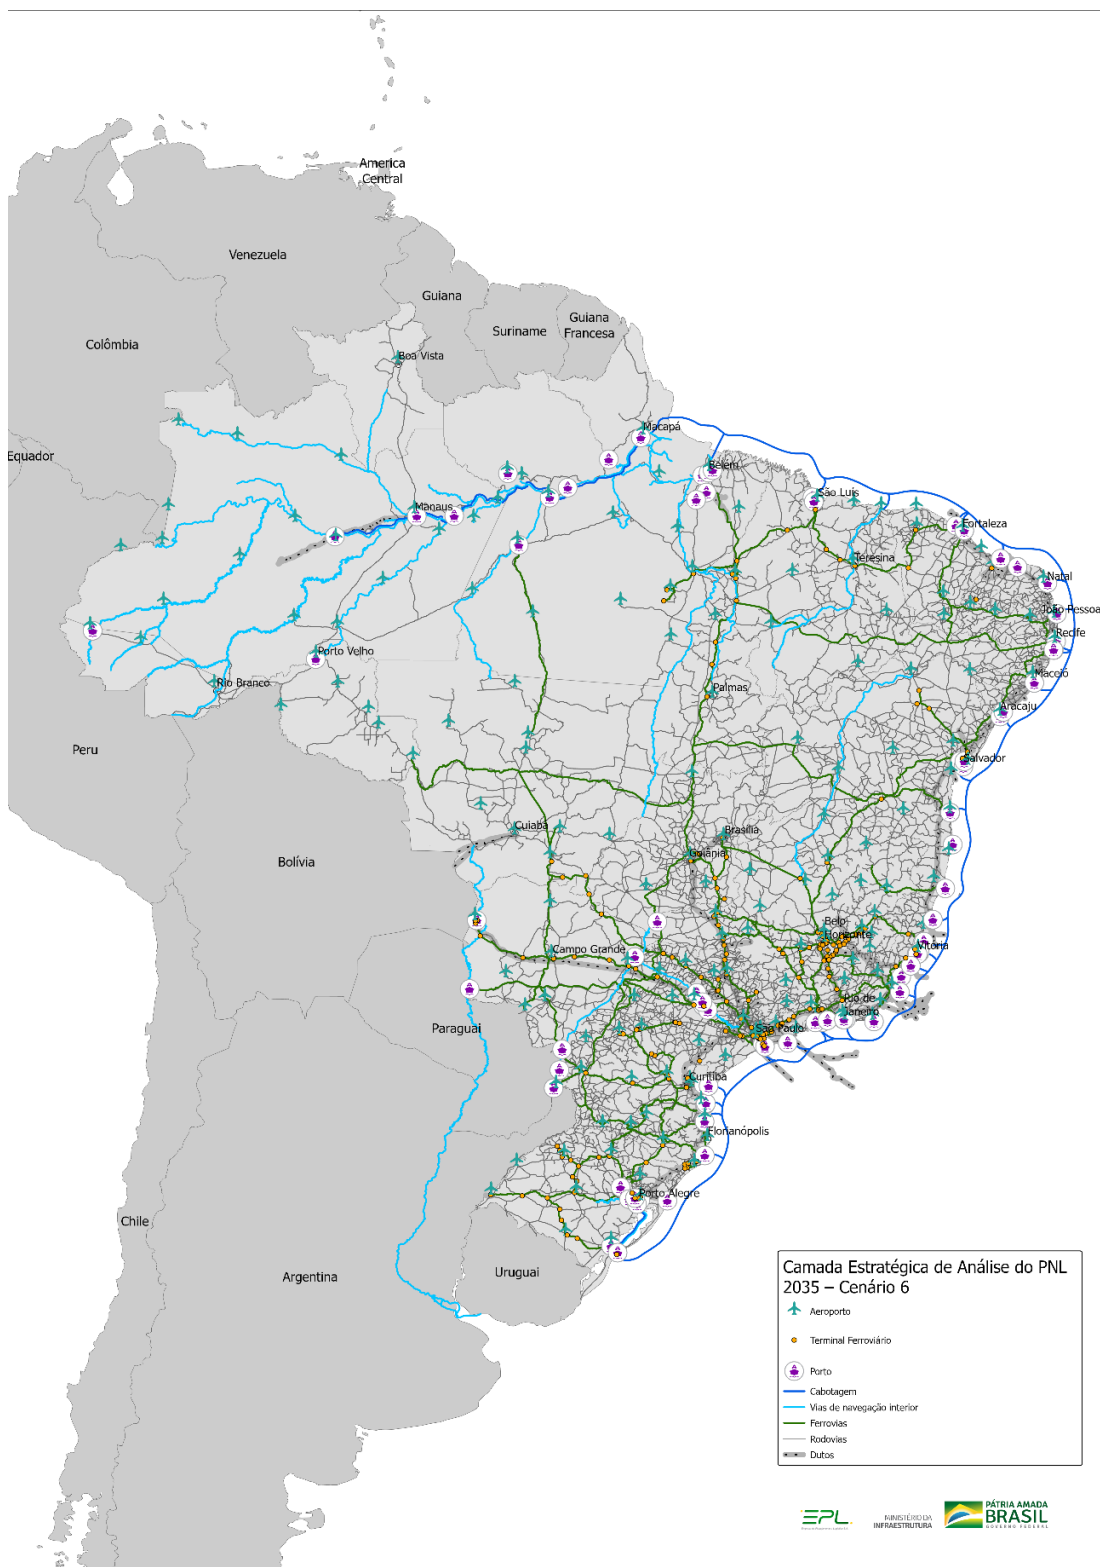 America
Central
Venezuela
Guiana
Suriname
Guiana
Francesa
Colômbia
Boa Vista
Macapá
Equador
Belém
São Luis
Manaus
Fortaleza
Teresina
Natal
João Pessoa
Recife
Porto Velho
Rio Branco
Palmas
Maceió
Aracaju
Peru
Salvador
Cuiabá
Brasília
Goiânia
Bolívia
Belo
Horizonte
Vitória
Campo Grande
Rio de
Janeiro
São Paulo
Paraguai
Curitiba
Florianópolis
Porto Alegre
Chile
Uruguai
Argentina
Camada Estratégica de Análise do PNL
2035 – Cenário 6
Aeroporto
Terminal Ferroviário
Porto
Cabotagem
Vias de navegação interior
Ferrovias
Rodovias
Dutos
EPL
MINISTÉRIO DA
INFRAESTRUTURA
PÁTRIA AMADA
BRASIL
GOVERNO FEDERAL